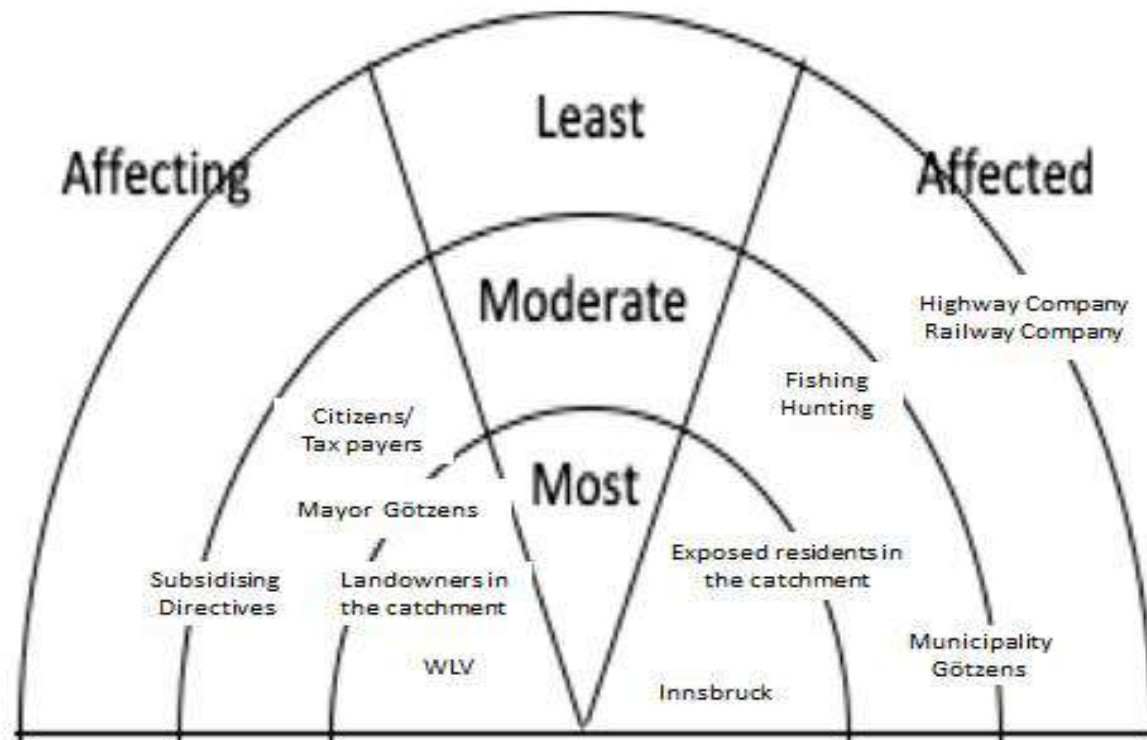 Least
Affecting
Affected
Moderate
Highway Company
Railway Company
Fishing
Hunting
Citizens/
Tax payers
Most
Mayor Götzens
Exposed residents in
the catchment
Subsidising
Directives
Landowners in
the catchment
Municipality
Götzens
WLV
Innsbruck